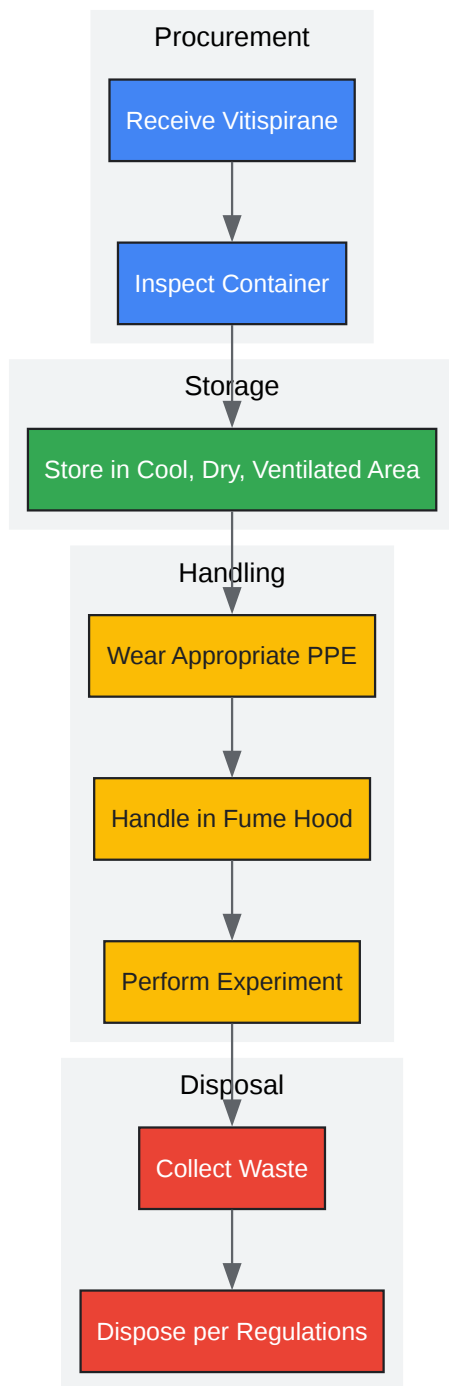 Procurement
Receive Vitispirane
Inspect Container
Storage
Store in Cool, Dry, Ventilated Area
Handling
Wear Appropriate PPE
Handle in Fume Hood
Perform Experiment
Disposal
Collect Waste
Dispose per Regulations